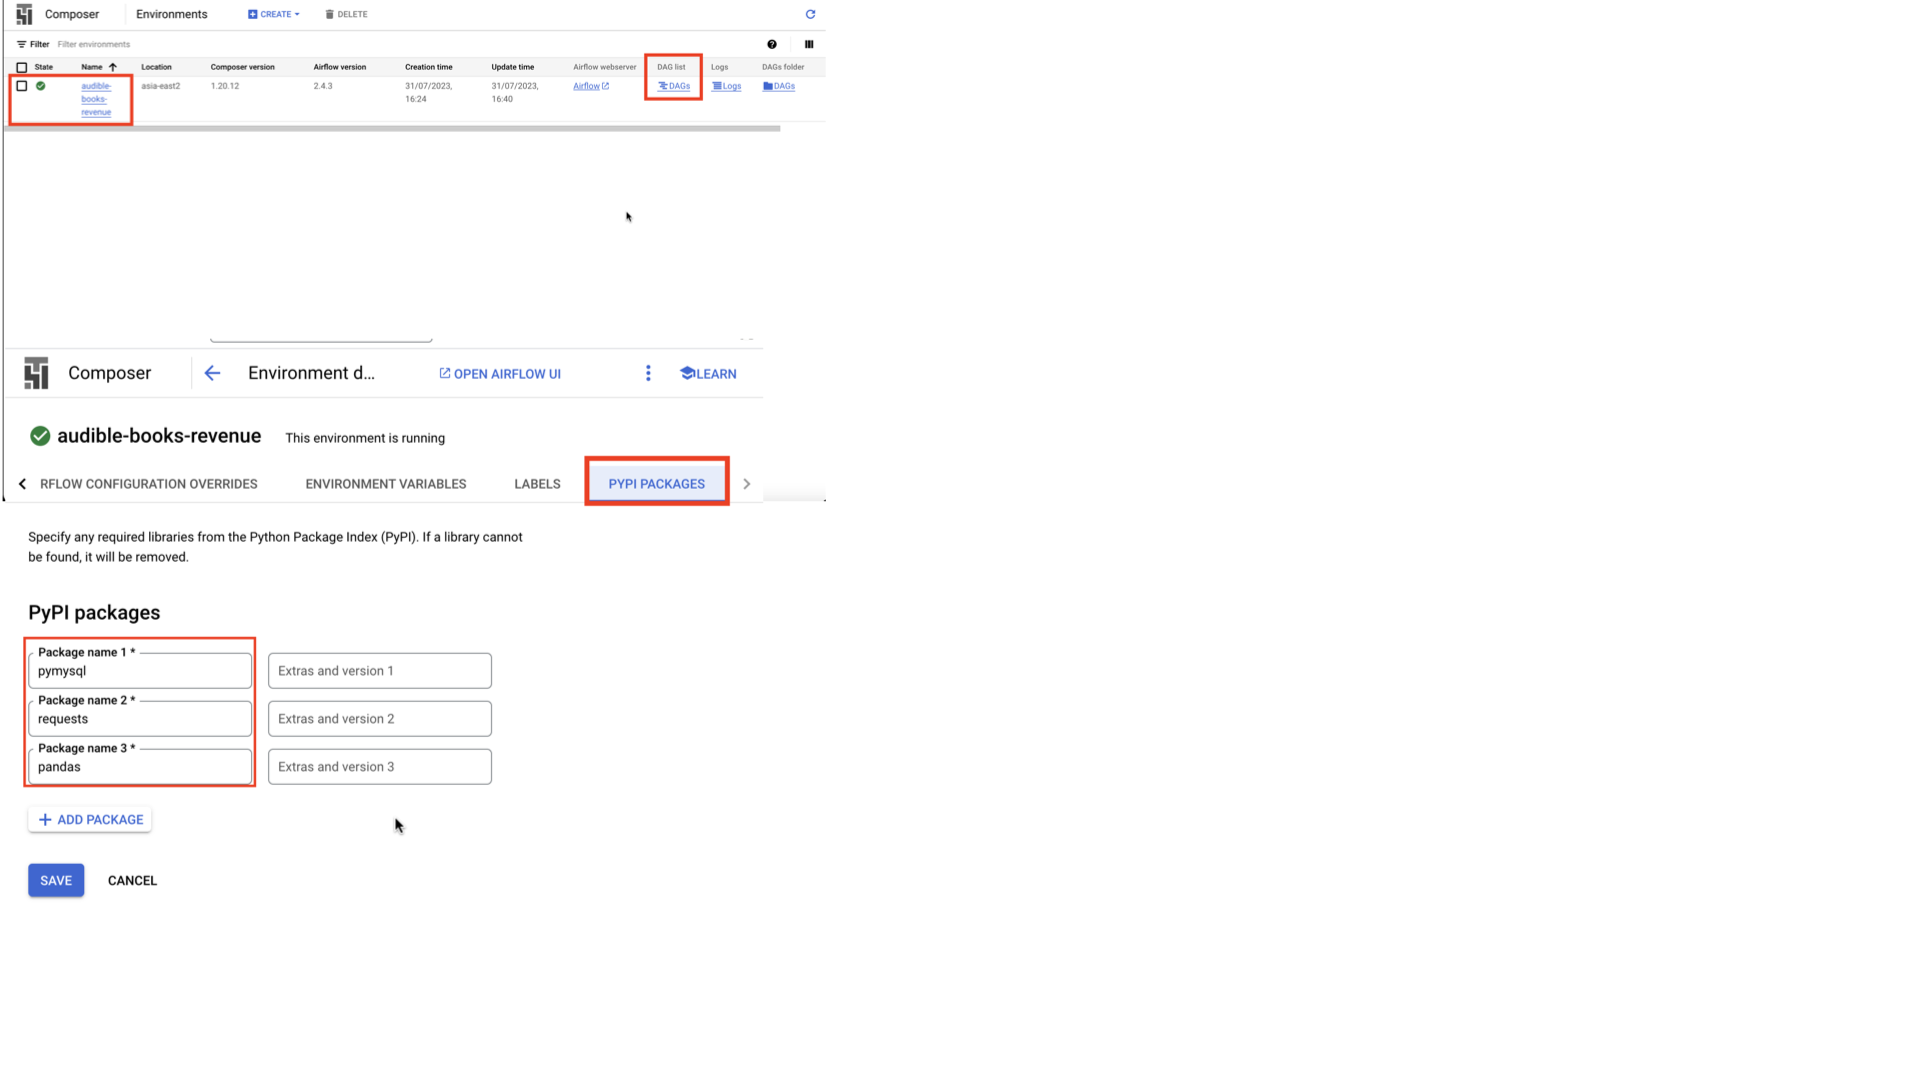 Composer Environments CREATE DELETE
Filter Filter environments
State Name Location Composer version Airflow version Creation time Update time Airflow webserver DAG list Logs DAGs folder
audible- asia-east2 1.20.12 2.4.3 31/07/2023, 31/07/2023, Airflow DAGs Logs DAGs
books- 16:24 16:40
revenue
Composer Environment d... OPEN AIRFLOW UI LEARN
audible-books-revenue This environment is running
RFLOW CONFIGURATION OVERRIDES ENVIRONMENT VARIABLES LABELS PYPI PACKAGES
Specify any required libraries from the Python Package Index (PyPI). If a library cannot
be found, it will be removed.
PyPI packages
Package name 1 *
pymysql Extras and version 1
Package name 2 *
requests Extras and version 2
Package name 3 *
pandas Extras and version 3
ADD PACKAGE
SAVE CANCEL